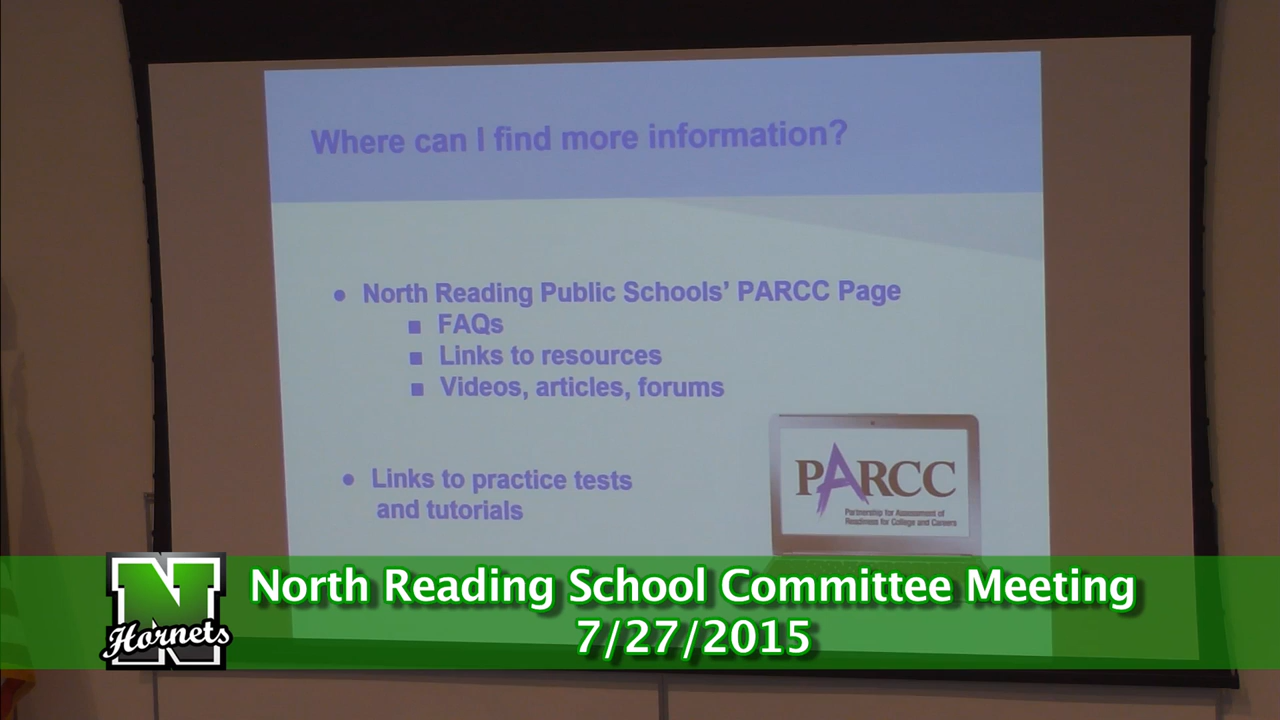 Where can I find more information?
● North Reading Public Schools’ PARCC Page
■ FAQs
■ Links to resources
■ Videos, articles, forums
● Links to practice tests
and tutorials
PARCC
Partnership for Assessment of
Readiness for College and Careers
N
Hornets
North Reading School Committee Meeting
7/27/2015